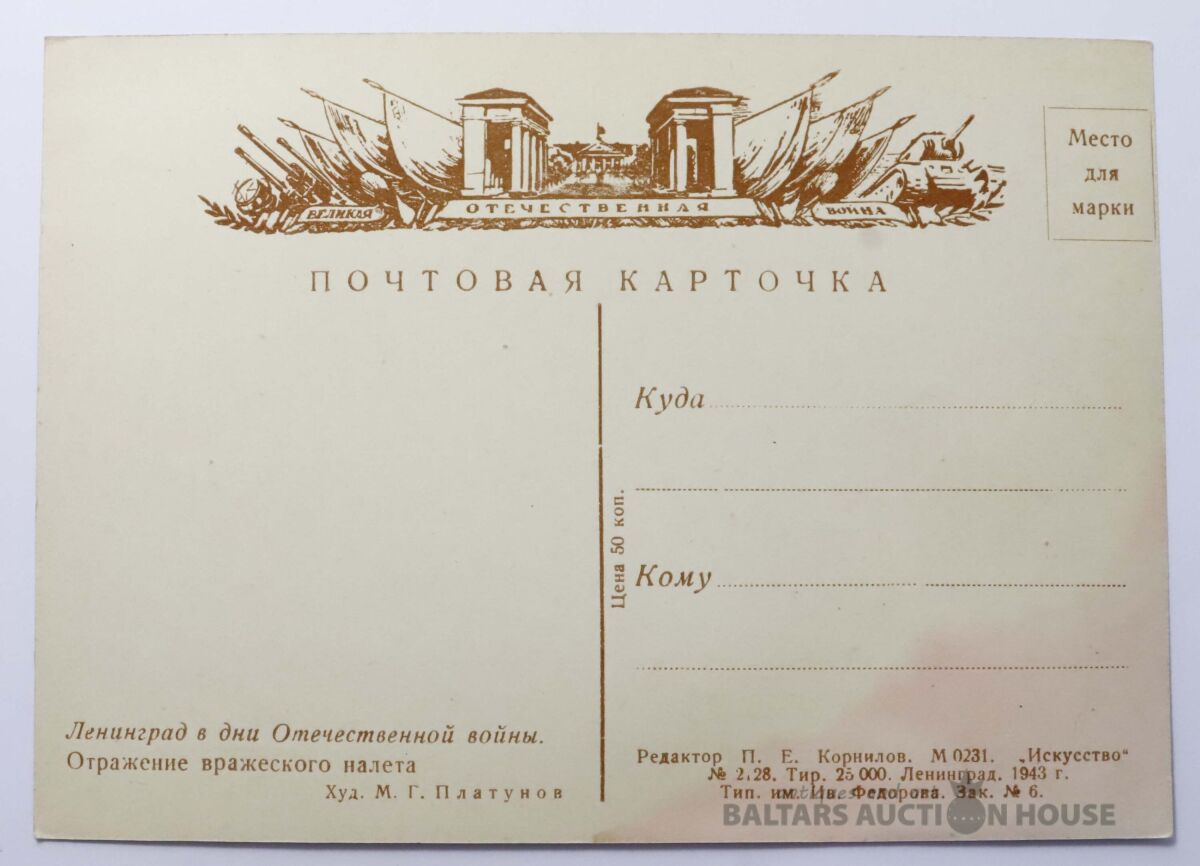 ВЕЛИКАЯ ОТЕЧЕСТВЕННАЯ ВОЙНА
Место
для
марки
ПОЧТОВАЯ КАРТОЧКА
Куда
Кому
Цена 50 коп.
Ленинград в дни Отечественной войны.
Отражение вражеского налета
Худ. М. Г. Платунов
Редактор П. Е. Корнилов. М 0231. „Искусство"
Тир. 25 000. Ленинград. 1943 г.
Тип. им. Ив. Федорова. Зак. № 6.
BALTARS AUCTION HOUSE